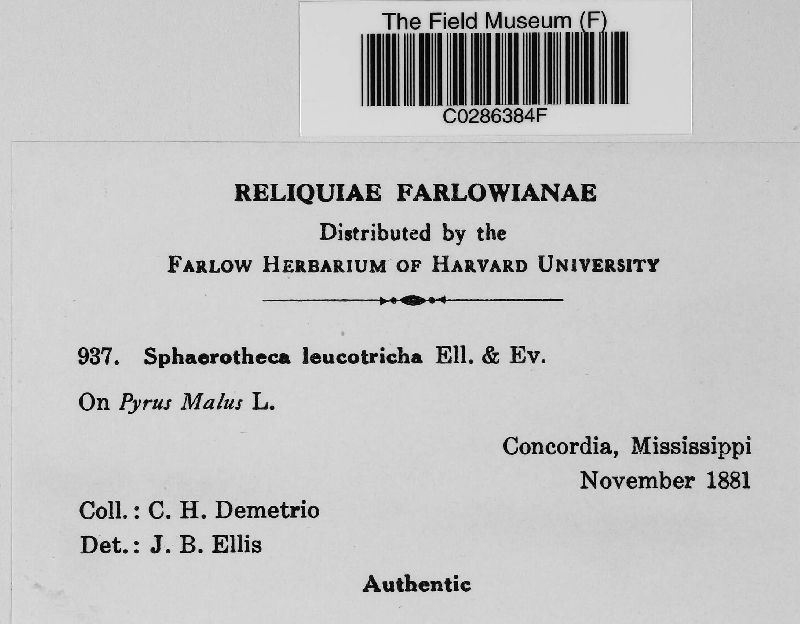 The Field Museum (F)
C0286384F
RELIQUIAE FARLOWIANAE
Distributed by the
FARLOW HERBARIUM OF HARVARD UNIVERSITY
937. Sphaerotheca leucotricha Ell. & Ev.
On Pyrus Malus L.
Concordia, Mississippi
November 1881
Coll.: C. H. Demetrio
Det.: J. B. Ellis
Authentic